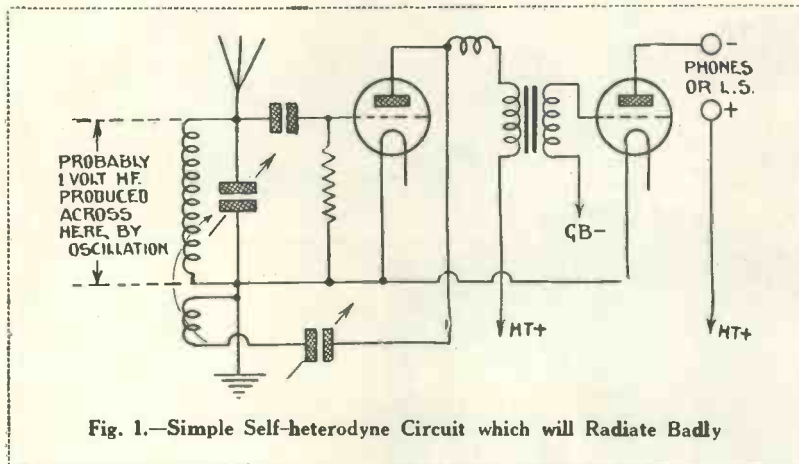 PROBABLY
1 VOLT HF.
PRODUCED
ACROSS
HERE BY
OSCILLATION
-
PHONES
OR L.S.
+
GB-
HT+
HT+
Fig. 1.—Simple Self-heterodyne Circuit which will Radiate Badly